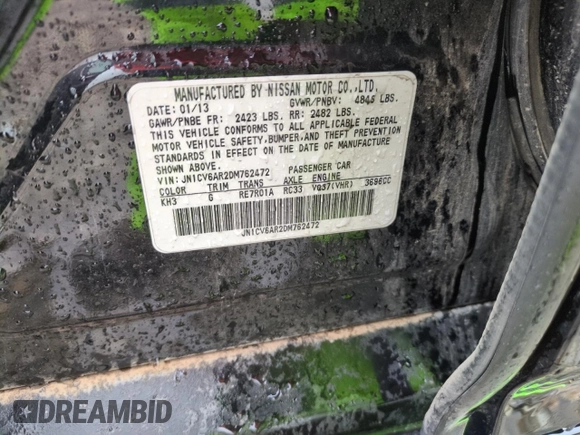 MANUFACTURED BY NISSAN MOTOR CO.,LTD.
DATE: 01/13 GVWR/PNBV: 4845 LBS.
GAWR/PNBE FR: 2423 LBS. RR: 2482 LBS.
THIS VEHICLE CONFORMS TO ALL APPLICABLE FEDERAL
MOTOR VEHICLE SAFETY,BUMPER,AND THEFT PREVENTION
STANDARDS IN EFFECT ON THE DATE OF MANUFACTURE
SHOWN ABOVE.
VIN: JN1CV6AR2DM762472 PASSENGER CAR
COLOR TRIM TRANS AXLE ENGINE
KH3 G RE7R01A RC33 VQ37(VHR) 3696CC
JN1CV6AR2DM762472
DREAMBID